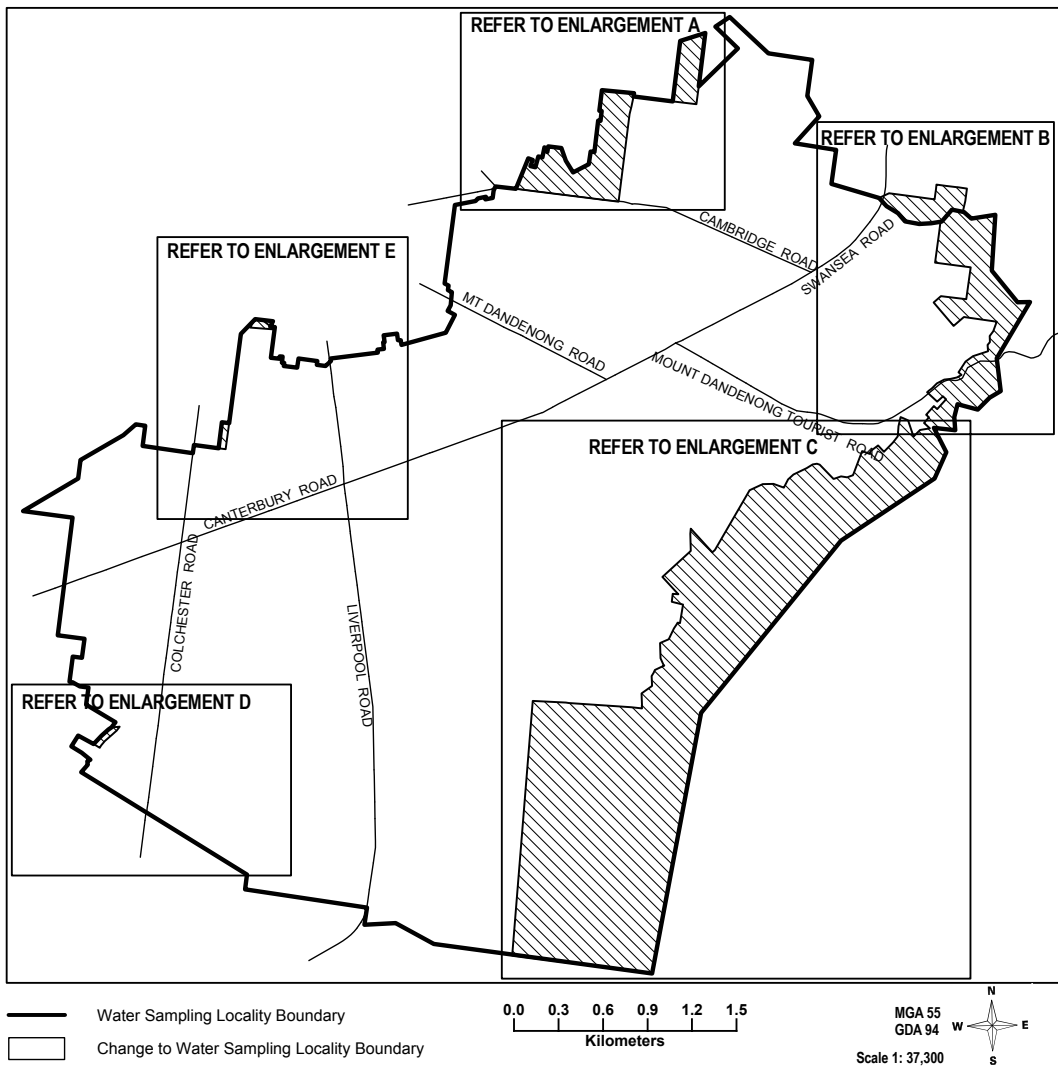 REFER TO ENLARGEMENT A
REFER TO ENLARGEMENT B
REFER TO ENLARGEMENT E
CAMBRIDGE ROAD
SWANSEA ROAD
MT DANDENONG ROAD
MOUNT DANDENONG TOURIST ROAD
REFER TO ENLARGEMENT C
CANTERBURY ROAD
COLCHESTER ROAD
LIVERPOOL ROAD
REFER TO ENLARGEMENT D
Water Sampling Locality Boundary
Change to Water Sampling Locality Boundary
0.0 0.3 0.6 0.9 1.2 1.5
Kilometers
MGA 55
GDA 94
Scale 1: 37,300
N
W E
S